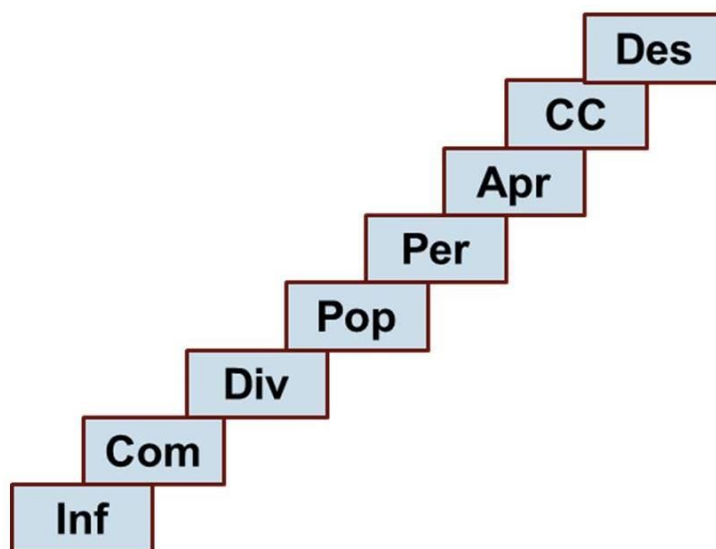 Des
CC
Apr
Per
Pop
Div
Com
Inf